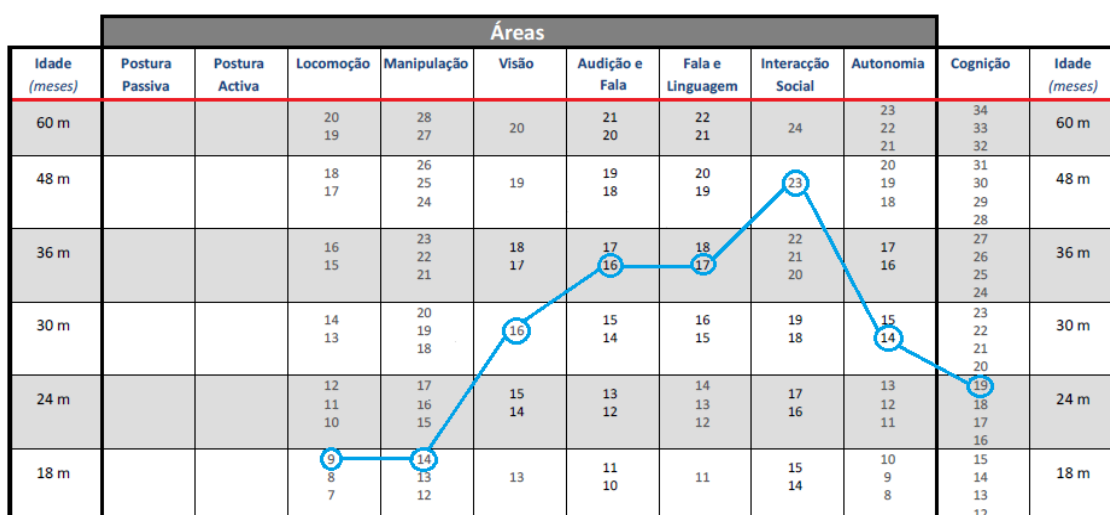 Áreas
Idade Postura Postura Locomoção Manipulação Visão Audição e Fala e Interacção Autonomia Cognição Idade
(meses) Passiva Activa Fala Linguagem Social (meses)
23 34
20 28 21 22
60 m 20 24 22 33 60 m
19 27 20 21
21 32
26 20 31
18 19 20
48 m 25 19 23 19 30 48 m
17 18 19
24 18 29
28
23 22 27
16 18 17 18 17
36 m 22 21 26 36 m
15 17 16 17 16
21 20 25
24
20 23
14 15 16 19 15
30 m 19 16 22 30 m
13 14 15 18 14
18 21
20
12 17 14 13 19
15 13 17
24 m 11 16 13 12 18 24 m
14 12 16
10 15 12 11 17
16
9 14 10 15
11 15
18 m 8 13 13 11 9 14 18 m
10 14
7 12 8 13
12